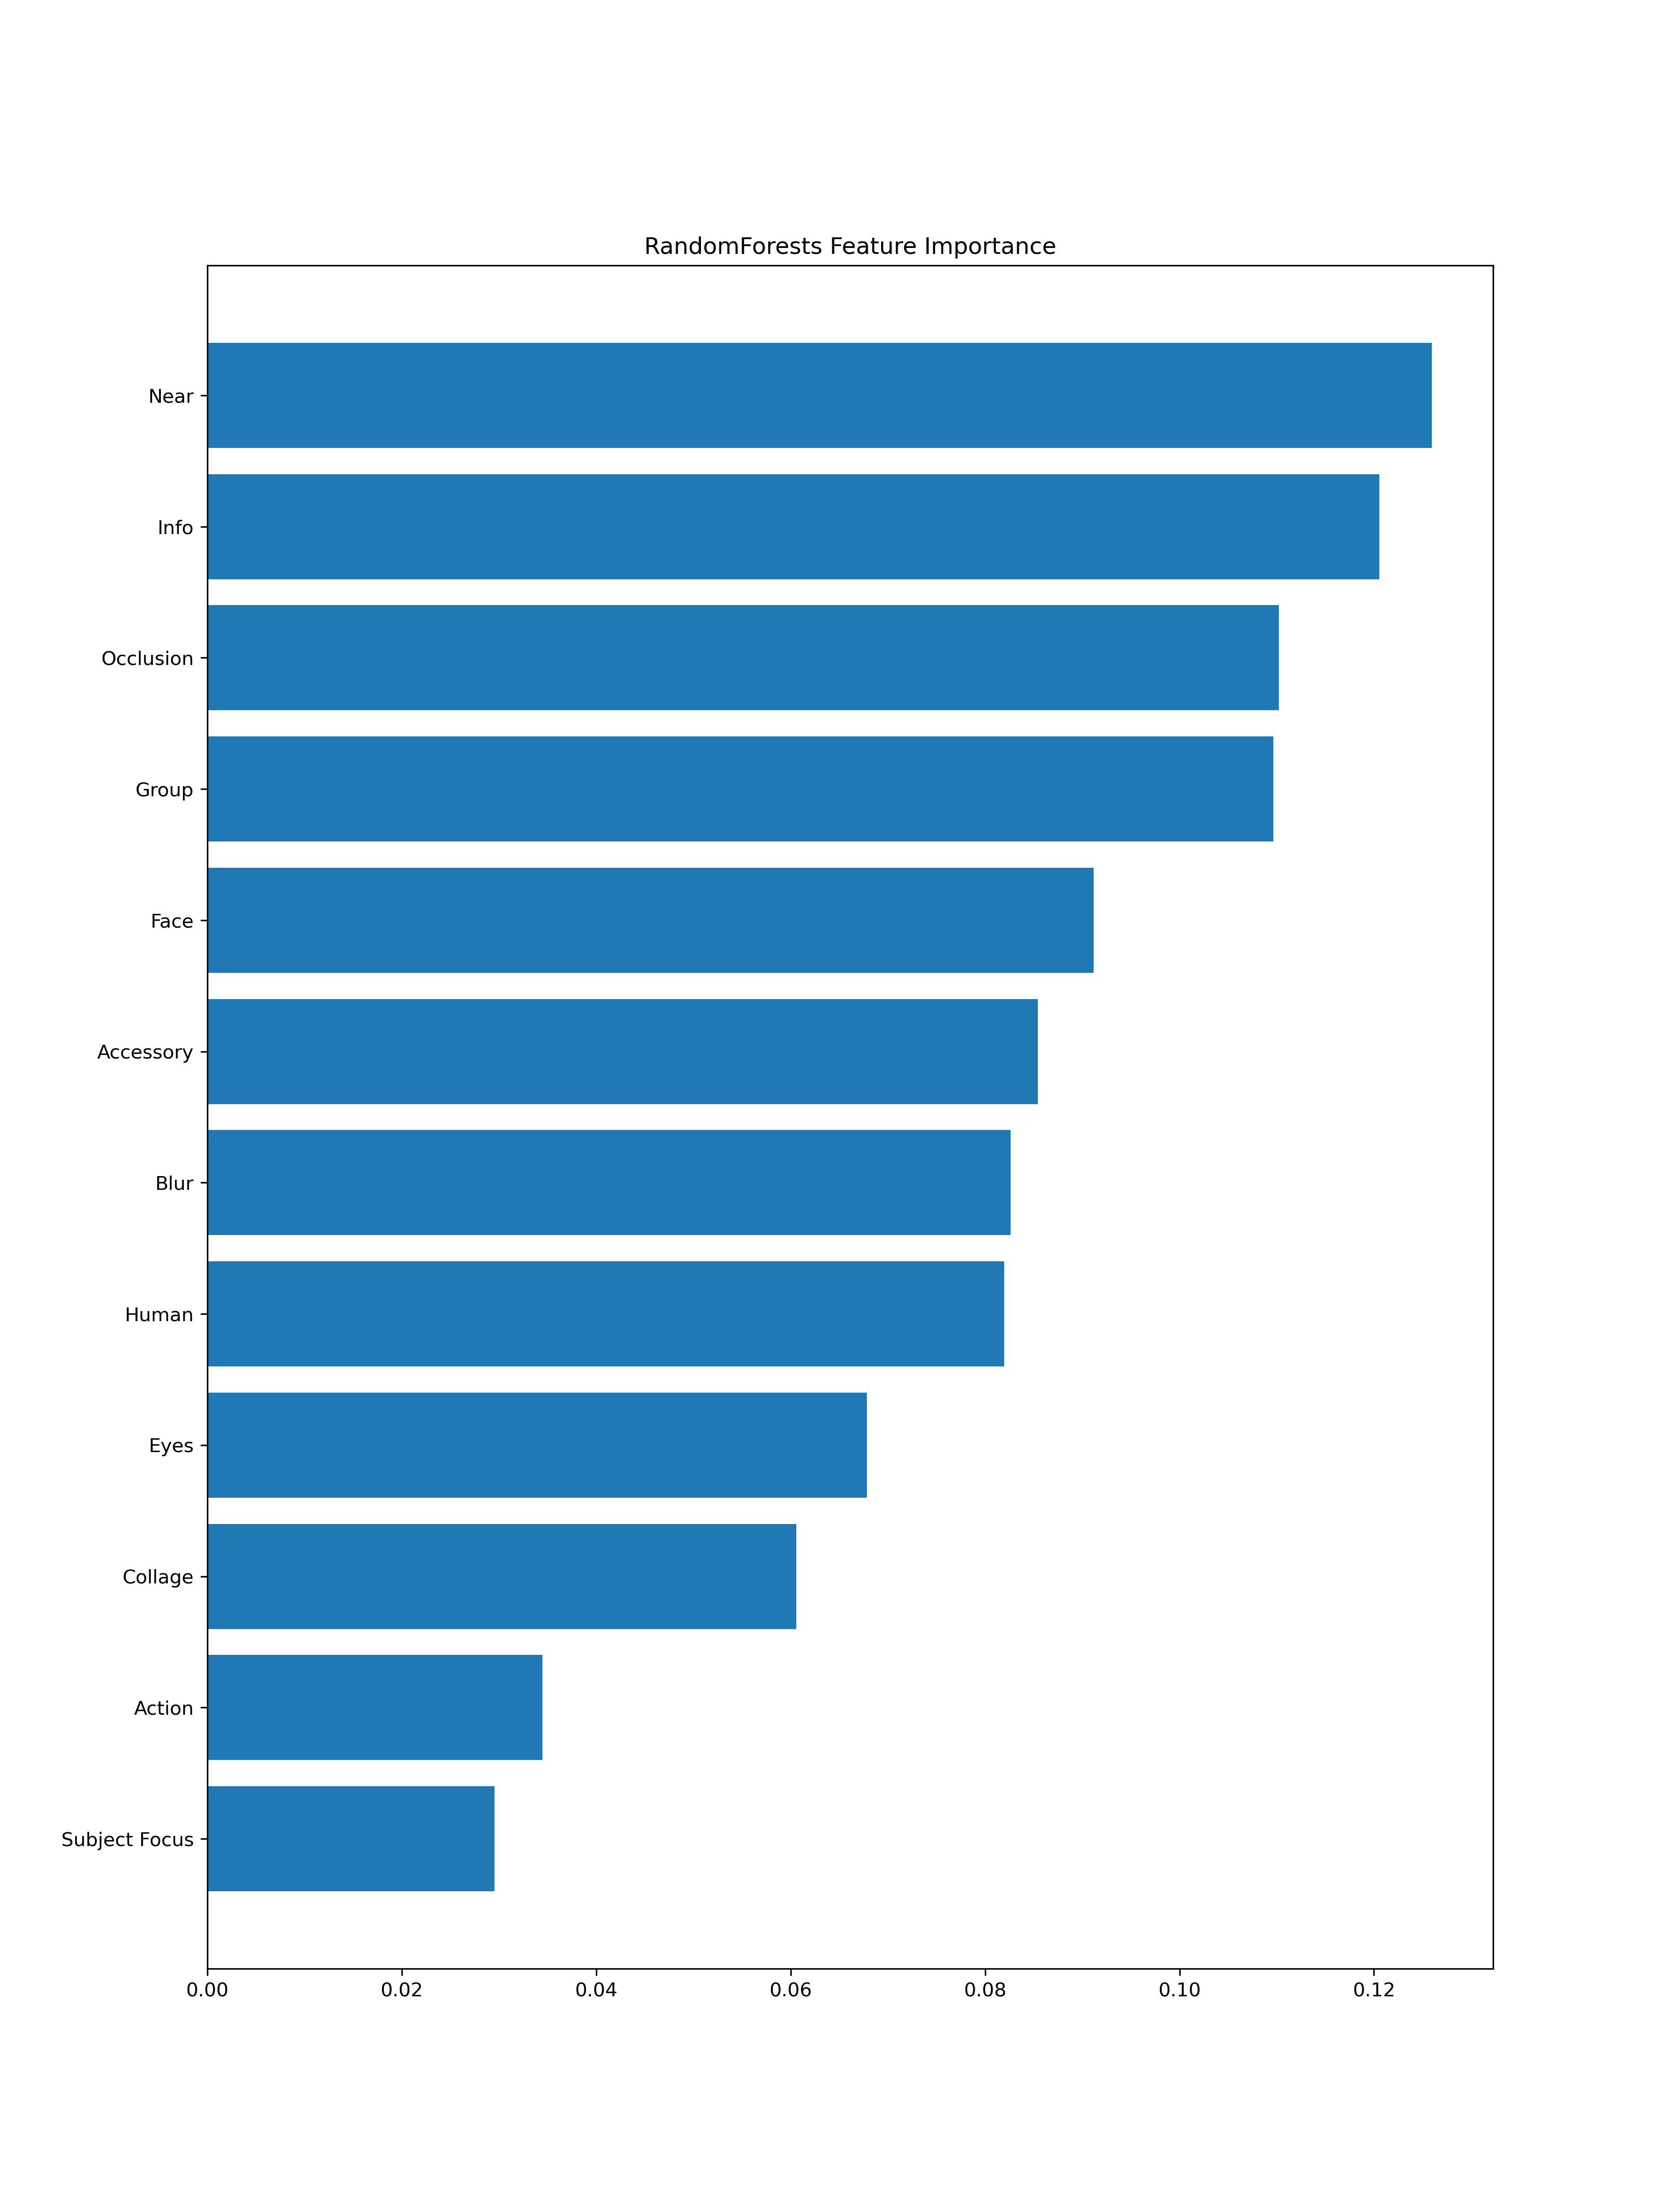 RandomForests Feature Importance
Near
Info
Occlusion
Group
Face
Accessory
Blur
Human
Eyes
Collage
Action
Subject Focus
0.00 0.02 0.04 0.06 0.08 0.10 0.12